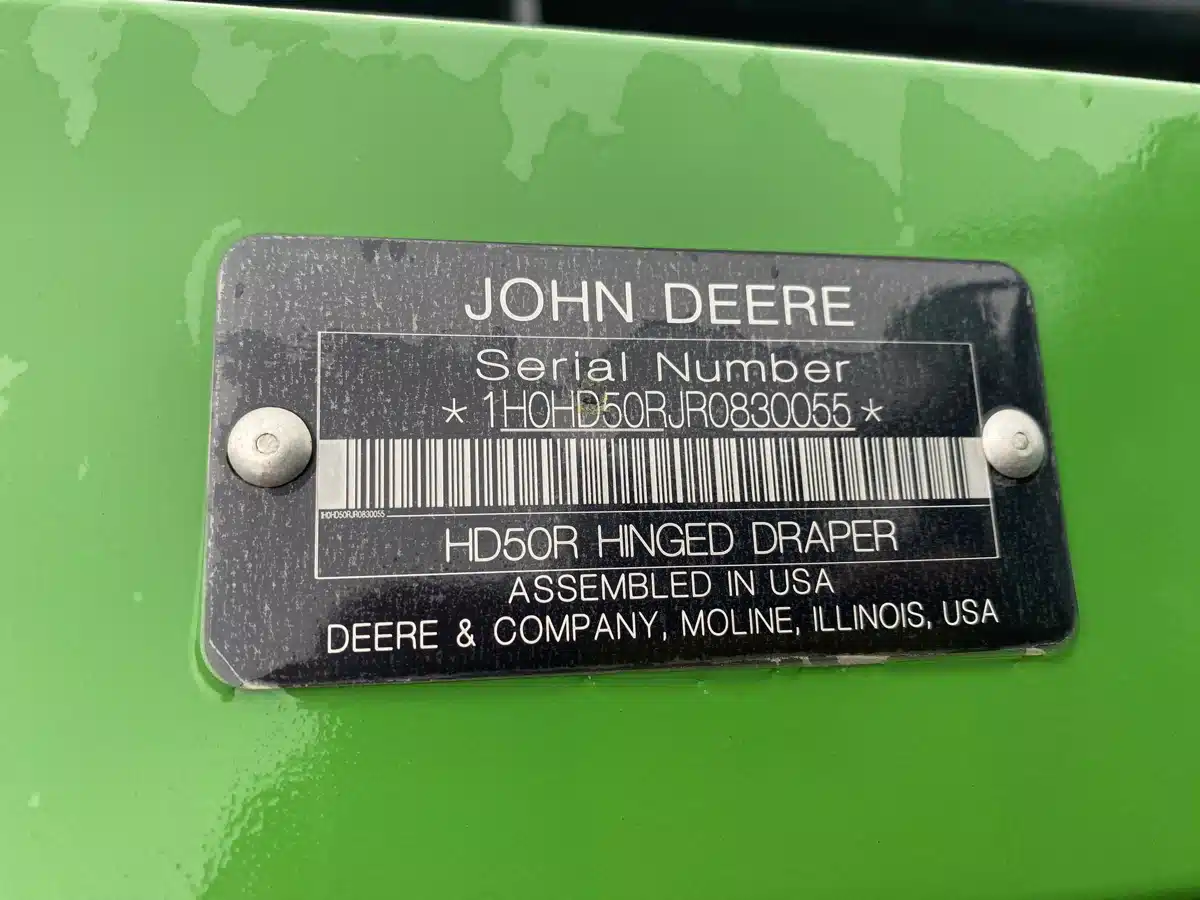 JOHN DEERE
Serial Number
* 1H0HD50RJR0830055 *
1H0HD50RJR0830055
HD50R HINGED DRAPER
ASSEMBLED IN USA
DEERE & COMPANY, MOLINE, ILLINOIS, USA